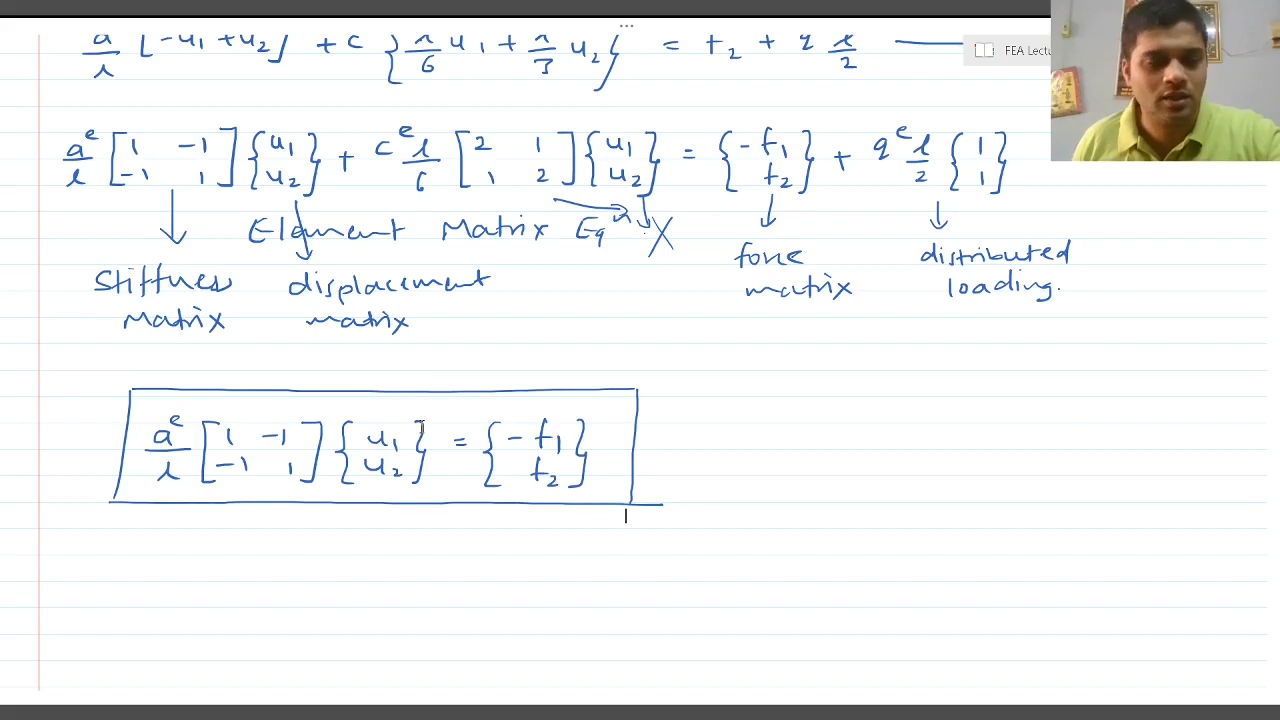 a/l [-u1 + u2] + c {l/6 u1 + l/3 u2} = f2 + q l/2
FEA Lectu
a^e/l [1 -1; -1 1] {u1; u2} + c^e l/6 [2 1; 1 2] {u1; u2} = {-f1; f2} + q^e l/2 {1; 1}
Element Matrix Eqn X
Stiffness Matrix
displacement matrix
force matrix
distributed loading.
a^e/l [1 -1; -1 1] {u1; u2} = {-f1; f2}